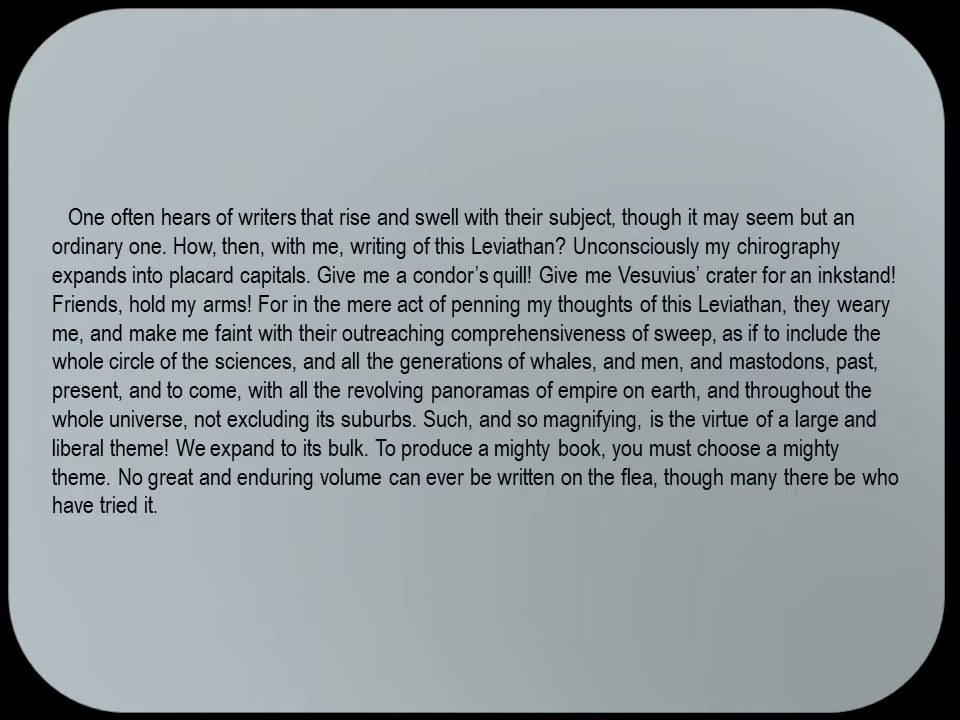 One often hears of writers that rise and swell with their subject, though it may seem but an
ordinary one. How, then, with me, writing of this Leviathan? Unconsciously my chirography
expands into placard capitals. Give me a condor’s quill! Give me Vesuvius’ crater for an inkstand!
Friends, hold my arms! For in the mere act of penning my thoughts of this Leviathan, they weary
me, and make me faint with their outreaching comprehensiveness of sweep, as if to include the
whole circle of the sciences, and all the generations of whales, and men, and mastodons, past,
present, and to come, with all the revolving panoramas of empire on earth, and throughout the
whole universe, not excluding its suburbs. Such, and so magnifying, is the virtue of a large and
liberal theme! We expand to its bulk. To produce a mighty book, you must choose a mighty
theme. No great and enduring volume can ever be written on the flea, though many there be who
have tried it.